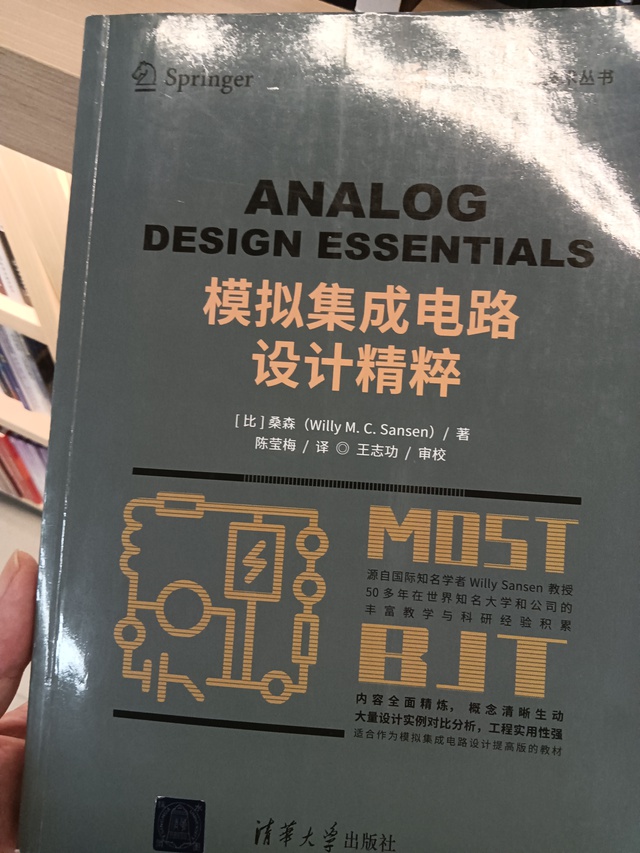 Springer
丛书
ANALOG
DESIGN ESSENTIALS
模拟集成电路
设计精粹
[ 比 ] 桑森（Willy M. C. Sansen）/ 著
陈莹梅 / 译 ◎ 王志功 / 审校
MOST
源自国际知名学者 Willy Sansen 教授
50 多年在世界知名大学和公司的
丰富教学与科研经验积累
BJT
内容全面精炼，概念清晰生动
大量设计实例对比分析，工程实用性强
适合作为模拟集成电路设计提高版的教材
清华大学出版社